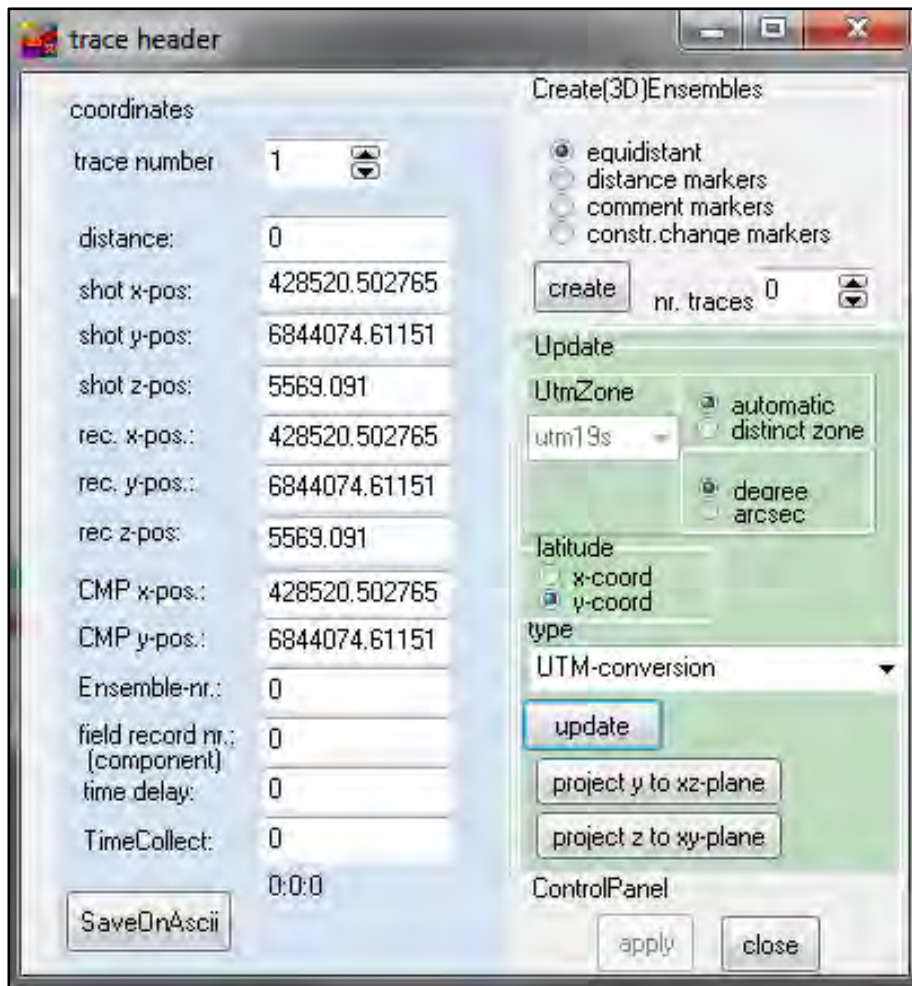 trace header
coordinates
trace number 1
distance: 0
shot x-pos: 428520.502765
shot y-pos: 6844074.61151
shot z-pos: 5569.091
rec. x-pos.: 428520.502765
rec. y-pos.: 6844074.61151
rec z-pos: 5569.091
CMP x-pos.: 428520.502765
CMP y-pos.: 6844074.61151
Ensemble-nr.: 0
field record nr.: 0
(component)
time delay: 0
TimeCollect: 0
0:0:0
SaveOnAscii
Create(3D)Ensembles
equidistant
distance markers
comment markers
constr.change markers
create nr. traces 0
Update
UtmZone
utm19s
automatic
distinct zone
degree
arcsec
latitude
x-coord
y-coord
type
UTM-conversion
update
project y to xz-plane
project z to xy-plane
ControlPanel
apply close